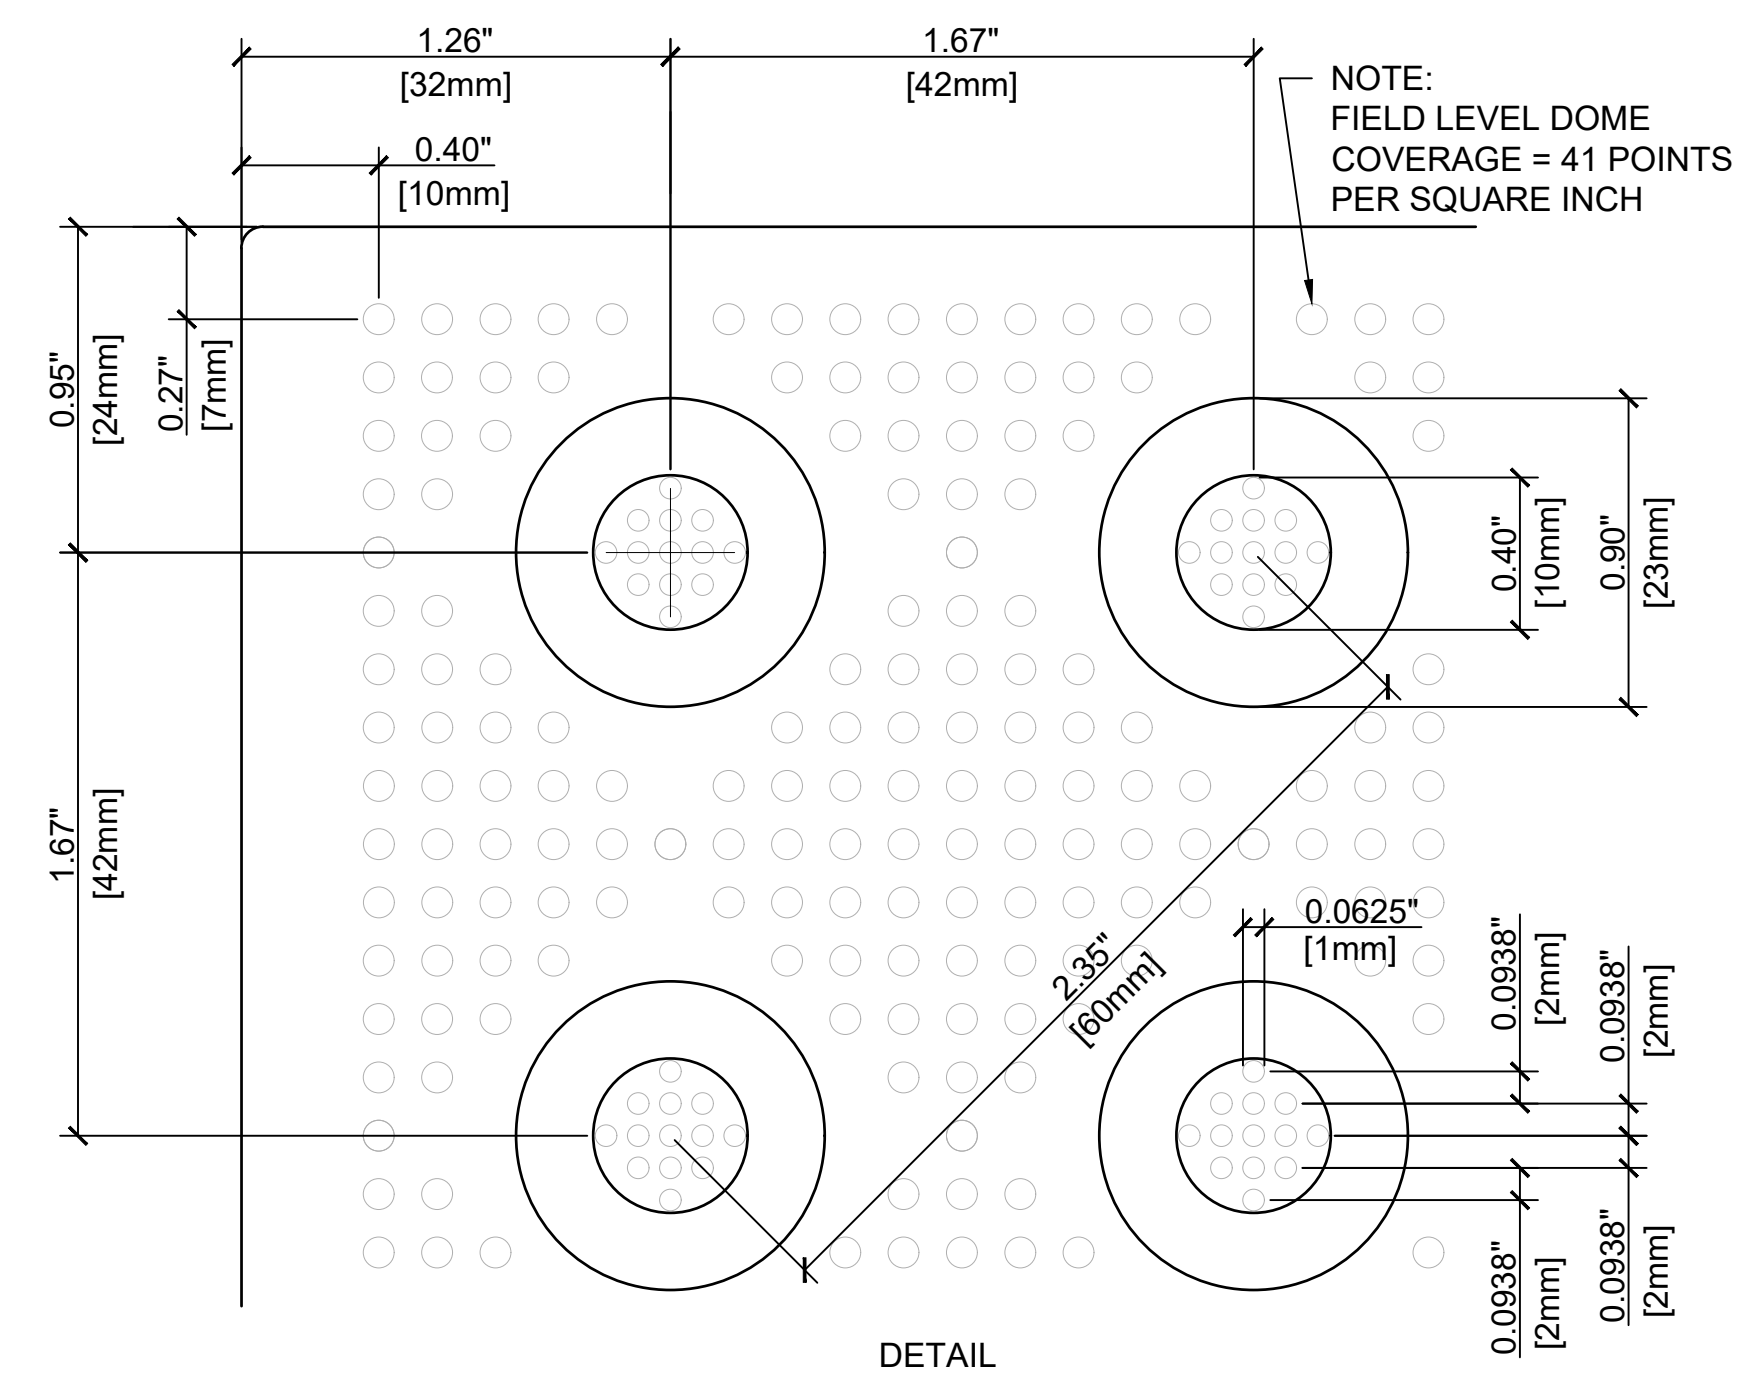 1.26"
[32mm]
1.67"
[42mm]
NOTE:
FIELD LEVEL DOME
COVERAGE = 41 POINTS
PER SQUARE INCH
0.40"
[10mm]
0.95"
[24mm]
0.27"
[7mm]
0.40"
[10mm]
0.90"
[23mm]
1.67"
[42mm]
2.35"
[60mm]
0.0625"
[1mm]
0.0938"
[2mm]
0.0938"
[2mm]
0.0938"
[2mm]
0.0938"
[2mm]
DETAIL